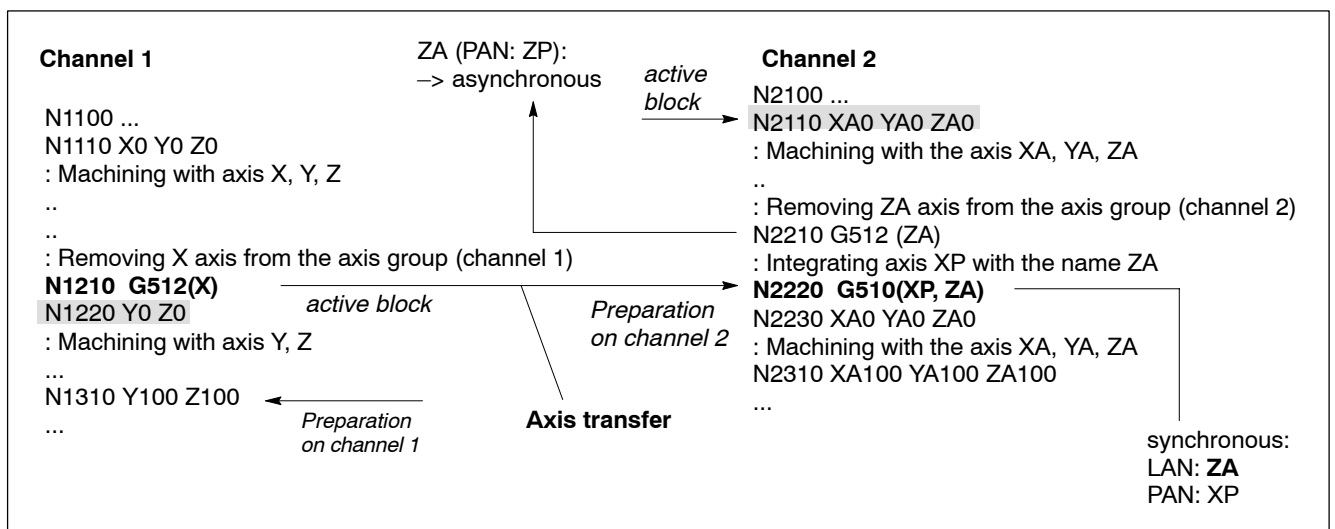 Channel 1
N1100 ...
N1110 X0 Y0 Z0
: Machining with axis X, Y, Z
..
..
: Removing X axis from the axis group (channel 1)
N1210 G512(X)
N1220 Y0 Z0
: Machining with axis Y, Z
...
N1310 Y100 Z100
...
active block
Preparation
on channel 1
ZA (PAN: ZP):
–> asynchronous
Axis transfer
active
block
Preparation
on channel 2
Channel 2
N2100 ...
N2110 XA0 YA0 ZA0
: Machining with the axis XA, YA, ZA
..
: Removing ZA axis from the axis group (channel 2)
N2210 G512 (ZA)
: Integrating axis XP with the name ZA
N2220 G510(XP, ZA)
N2230 XA0 YA0 ZA0
: Machining with the axis XA, YA, ZA
N2310 XA100 YA100 ZA100
...
synchronous:
LAN: ZA
PAN: XP